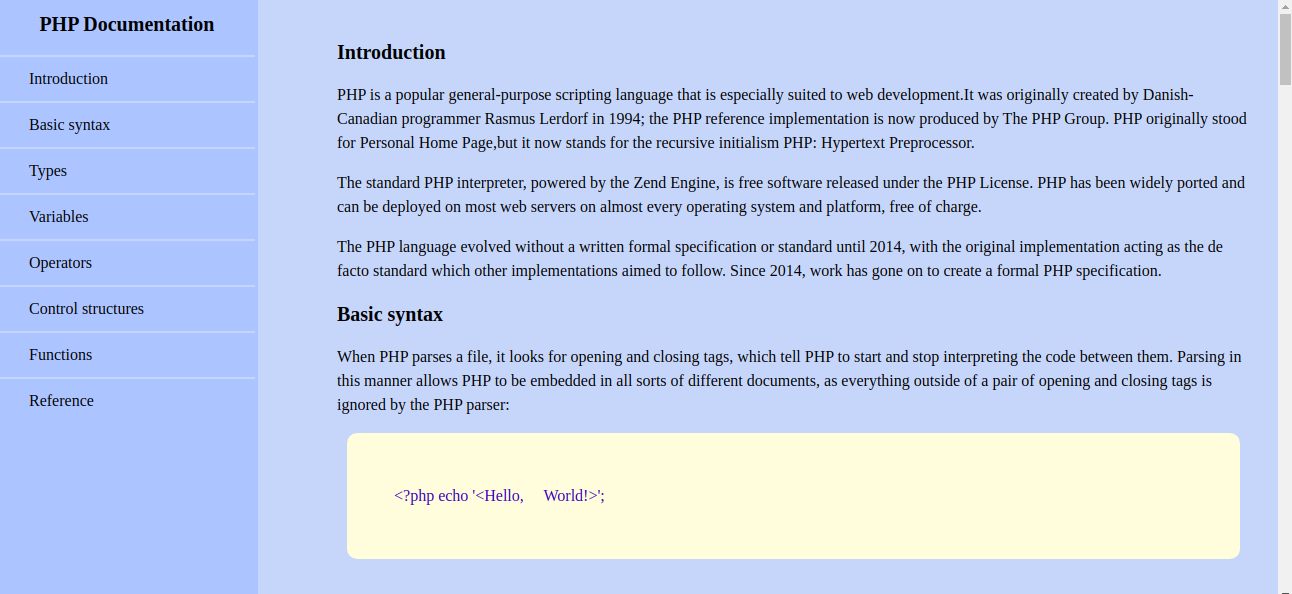 PHP Documentation
Introduction
Basic syntax
Types
Variables
Operators
Control structures
Functions
Reference
Introduction
PHP is a popular general-purpose scripting language that is especially suited to web development.It was originally created by Danish-
Canadian programmer Rasmus Lerdorf in 1994; the PHP reference implementation is now produced by The PHP Group. PHP originally stood
for Personal Home Page,but it now stands for the recursive initialism PHP: Hypertext Preprocessor.
The standard PHP interpreter, powered by the Zend Engine, is free software released under the PHP License. PHP has been widely ported and
can be deployed on most web servers on almost every operating system and platform, free of charge.
The PHP language evolved without a written formal specification or standard until 2014, with the original implementation acting as the de
facto standard which other implementations aimed to follow. Since 2014, work has gone on to create a formal PHP specification.
Basic syntax
When PHP parses a file, it looks for opening and closing tags, which tell PHP to start and stop interpreting the code between them. Parsing in
this manner allows PHP to be embedded in all sorts of different documents, as everything outside of a pair of opening and closing tags is
ignored by the PHP parser:
<?php echo '<Hello,     World!>';